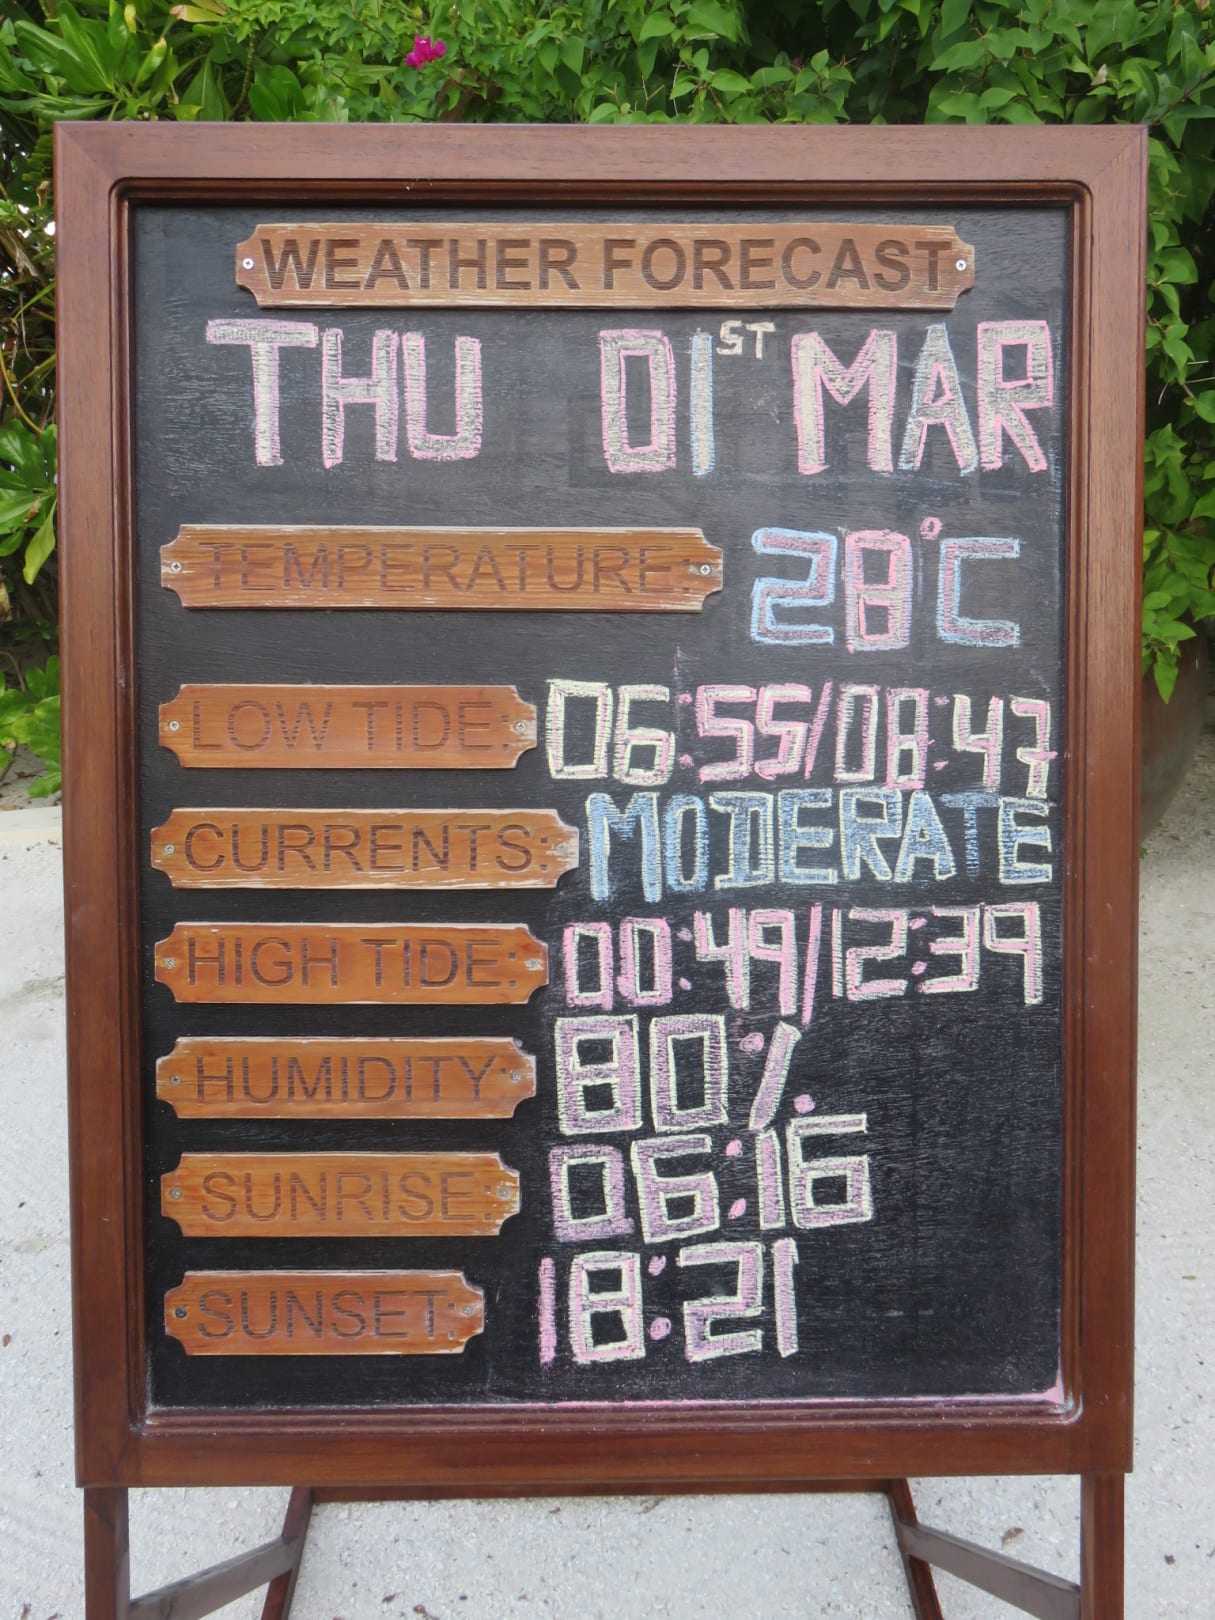 WEATHER FORECAST
THU 01ST MAR
TEMPERATURE: 28°C
LOW TIDE: 06:55/08:47
CURRENTS: MODERATE
HIGH TIDE: 00:49/12:39
HUMIDITY: 80%
SUNRISE: 06:16
SUNSET: 18:21